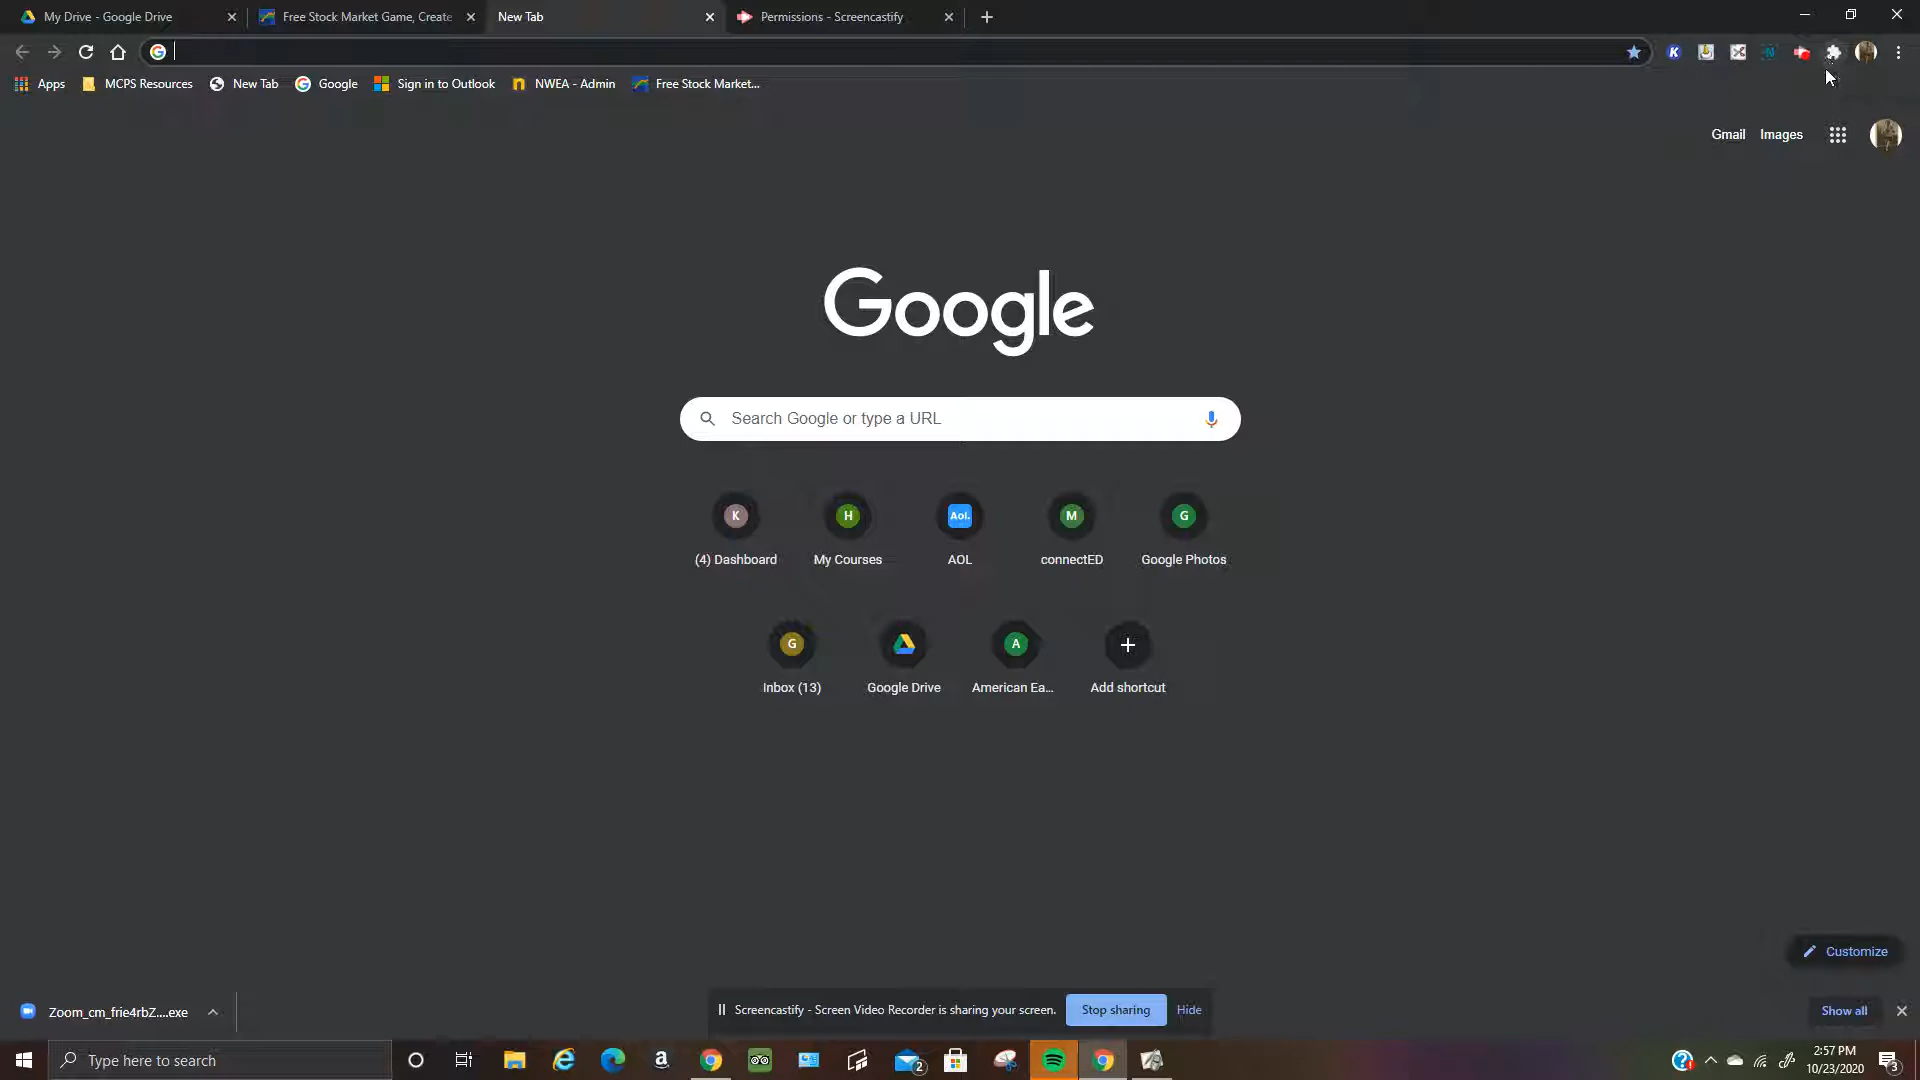 My Drive - Google Drive
Free Stock Market Game, Create
New Tab
Permissions - Screencastify
Apps
MCPS Resources
New Tab
Google
Sign in to Outlook
NWEA - Admin
Free Stock Market...
Gmail
Images
Google
Search Google or type a URL
K
H
Aol.
M
G
(4) Dashboard
My Courses
AOL
connectED
Google Photos
G
A
Inbox (13)
Google Drive
American Ea...
Add shortcut
Customize
Zoom_cm_frie4rbZ....exe
Screencastify - Screen Video Recorder is sharing your screen.
Stop sharing
Hide
Show all
Type here to search
2
2:57 PM
10/23/2020
3